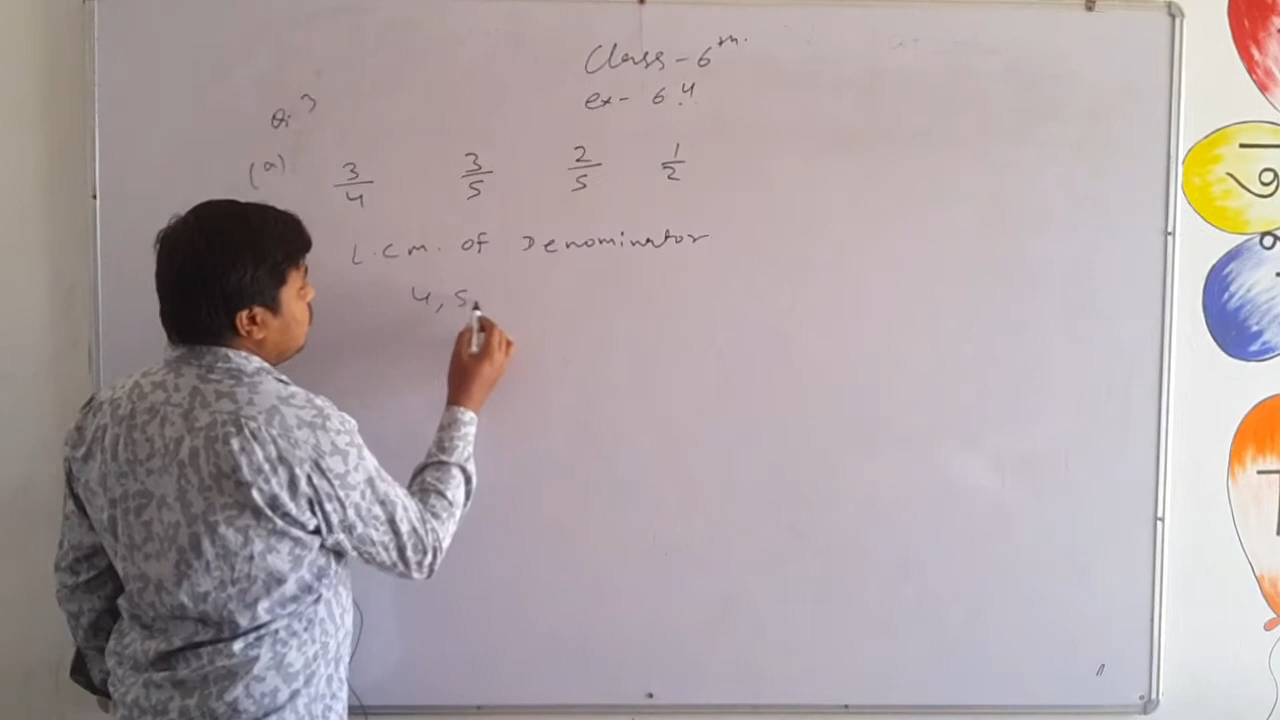 Class - 6th.
ex- 6.4
Q. 3
(a) 3/4 3/5 2/5 1/2
L.C.M. of Denominator
4, 5